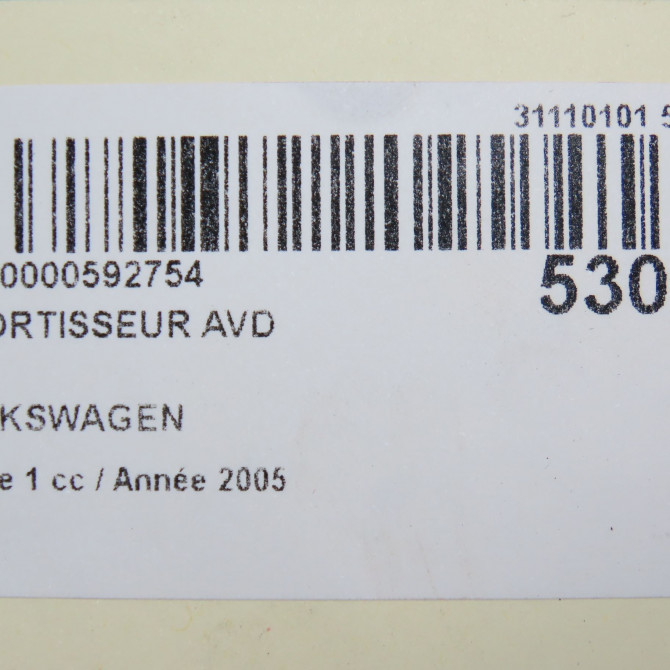 31110101 5
0000592754
530
ORTISSEUR AVD
KSWAGEN
e 1 cc / Année 2005